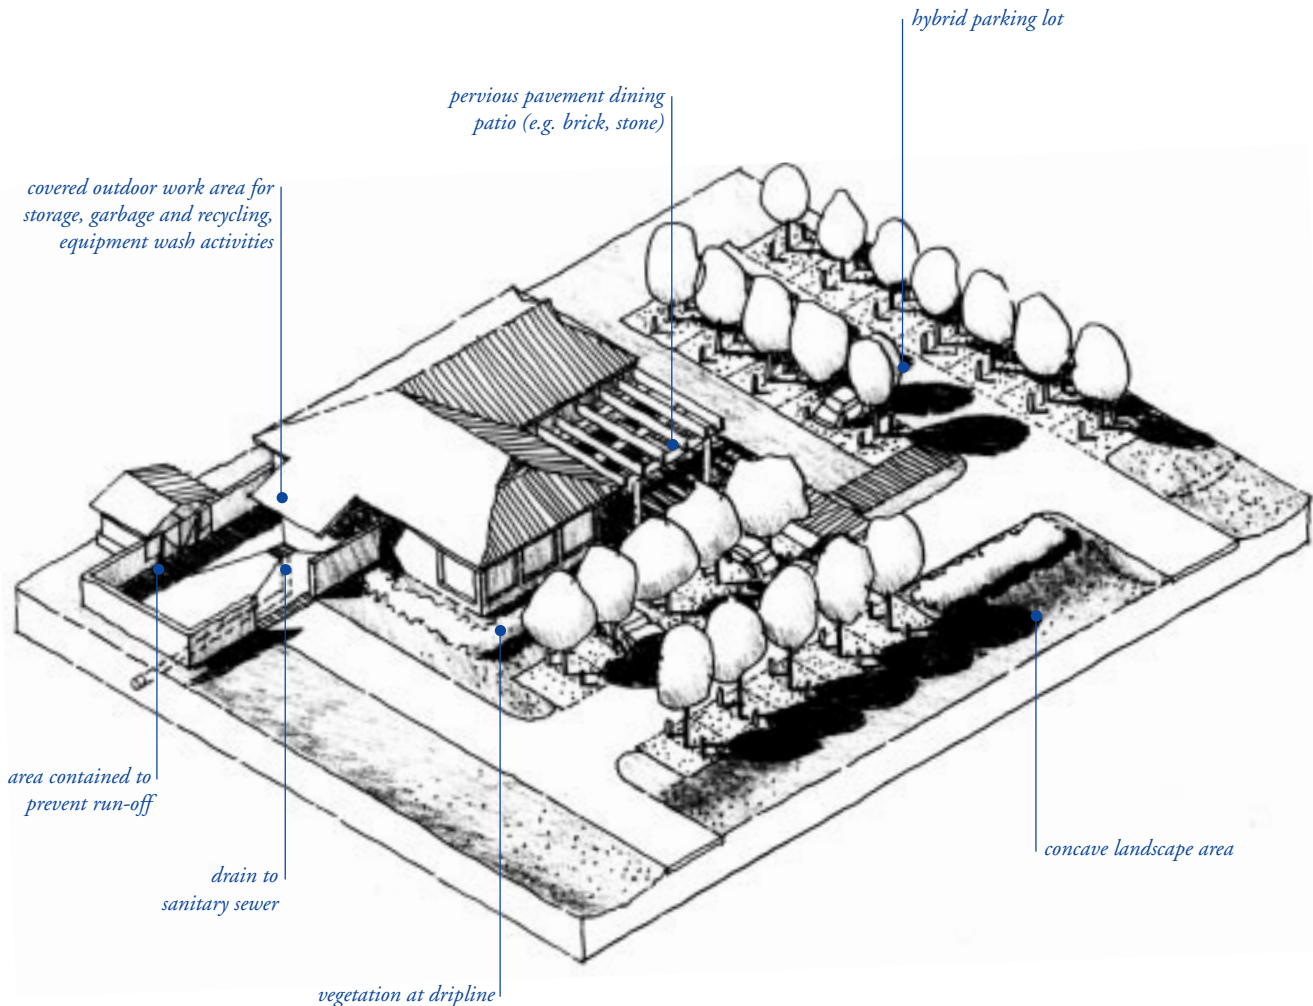 hybrid parking lot
pervious pavement dining
patio (e.g. brick, stone)
covered outdoor work area for
storage, garbage and recycling,
equipment wash activities
area contained to
prevent run-off
concave landscape area
drain to
sanitary sewer
vegetation at dripline